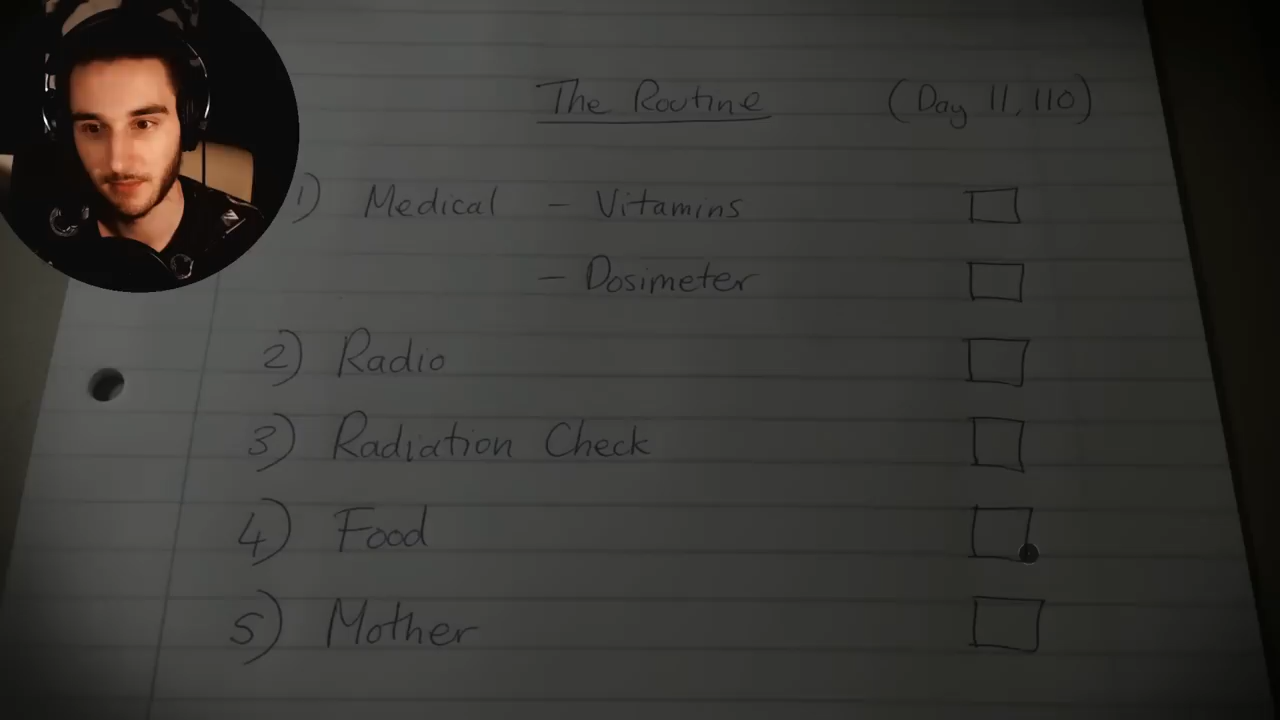 The Routine (Day 11,110)
1) Medical - Vitamins
- Dosimeter
2) Radio
3) Radiation Check
4) Food
5) Mother